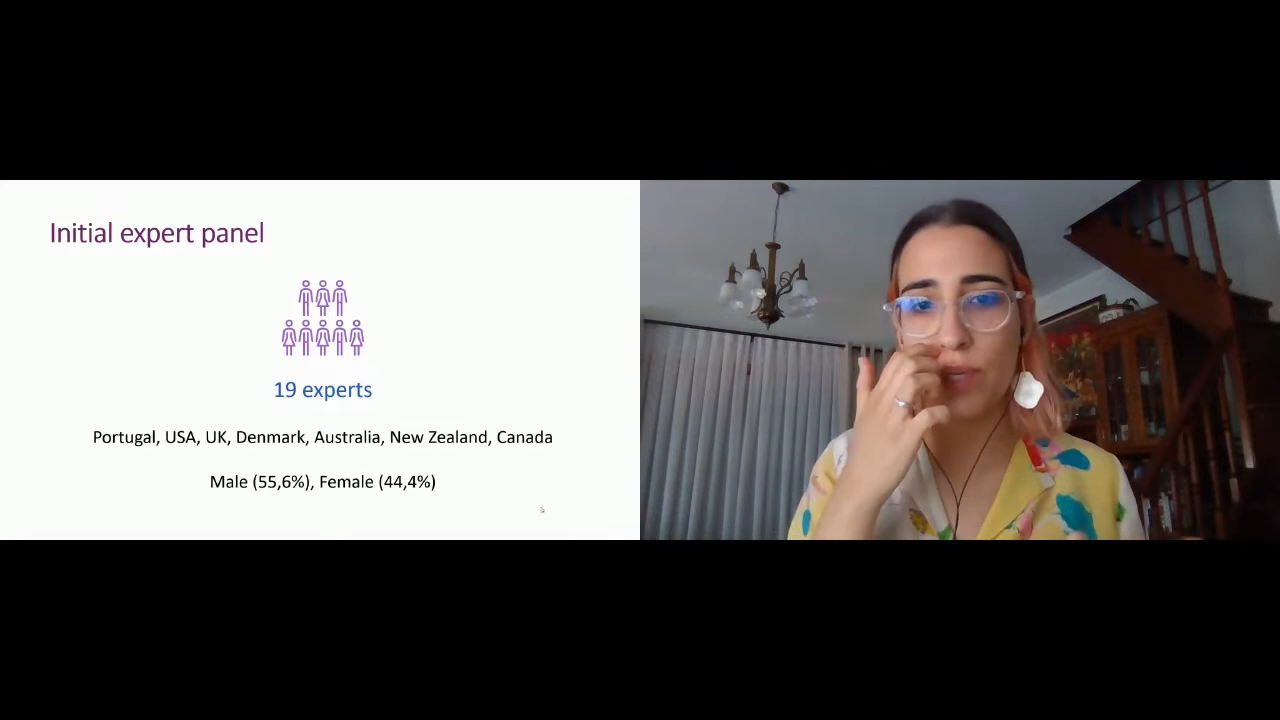 Initial expert panel
19 experts
Portugal, USA, UK, Denmark, Australia, New Zealand, Canada
Male (55,6%), Female (44,4%)